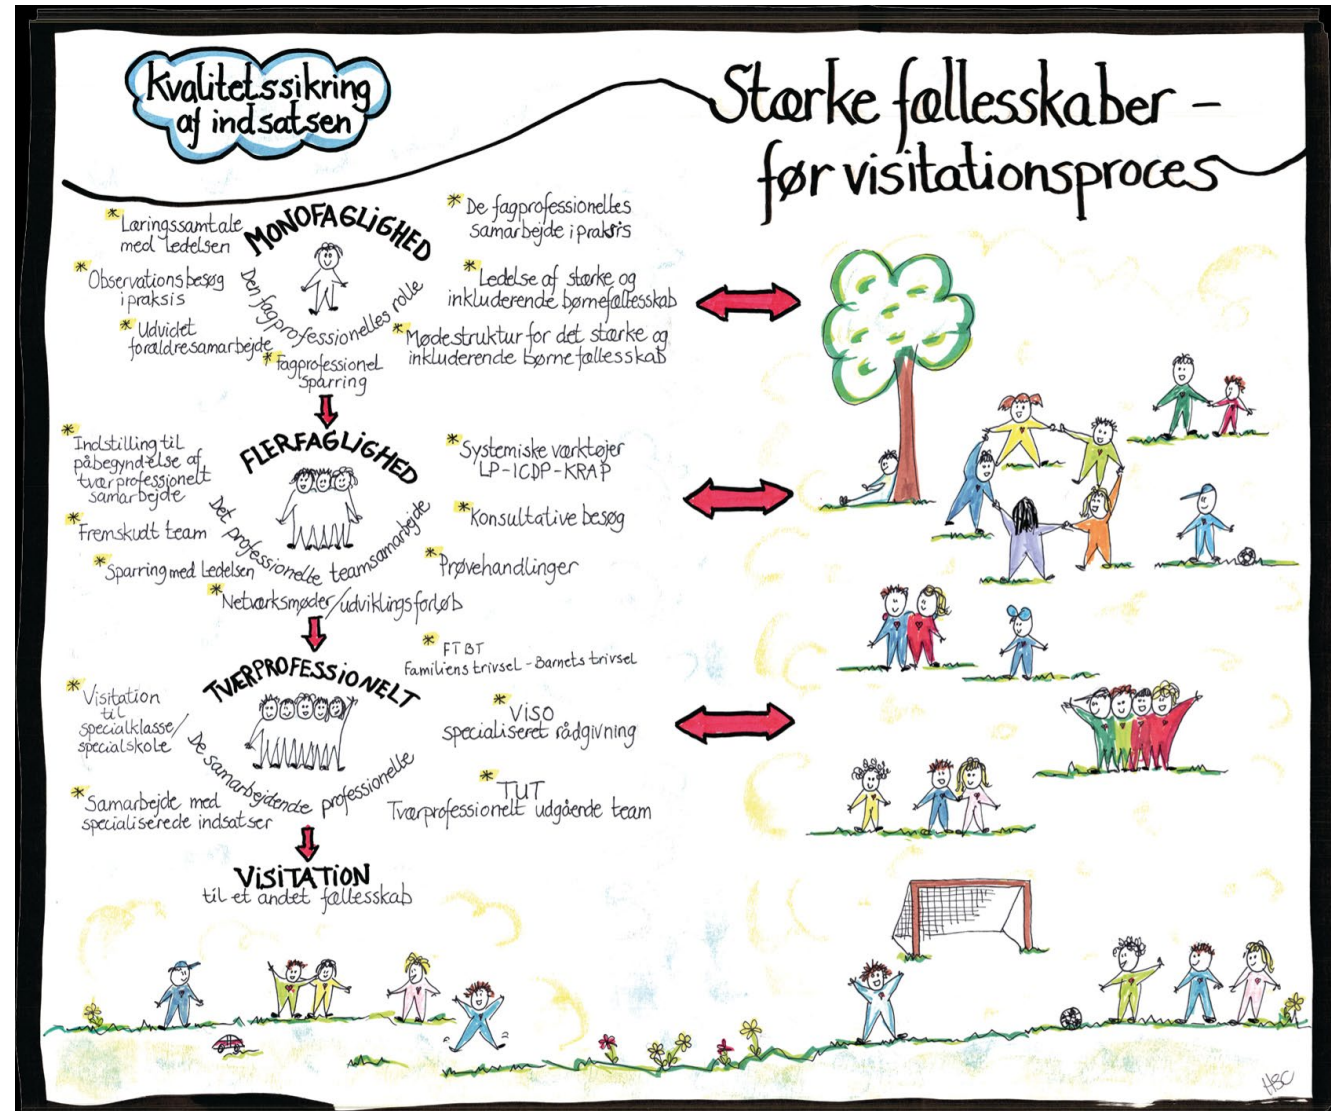 Kvalitetssikring
af indsatsen
Stærke fællesskaber –
før visitationsproces
MONOFAGLIGHED
Den fagprofessionelles rolle
* Læringssamtale
med ledelsen
* Observationsbesøg
i praksis
* Udvidet
forældresamarbejde
* Fagprofessionel
sparring
* De fagprofessionelles
samarbejde i praksis
* Ledelse af stærke og
inkluderende børnefællesskab
* Mødestruktur for det stærke og
inkluderende børnefællesskab
FLERFAGLIGHED
Det professionelle teamsamarbejde
* Indstilling til
påbegyndelse af
tværprofessionelt
samarbejde
* Fremskudt team
* Sparring med Ledelsen
* Netværksmøder/udviklingsforløb
* Systemiske værktøjer
LP-ICDP-KRAP
* Konsultative besøg
* Prøvehandlinger
TVÆRPROFESSIONELT
De samarbejdende professionelle
* Visitation
til
specialklasse/
specialskole
* Samarbejde med
specialiserede indsatser
* FTBT
Familiens trivsel - Barnets trivsel
* VISO
specialiseret rådgivning
* TUT
Tværprofessionelt udgående team
VISITATION
til et andet fællesskab
HBC